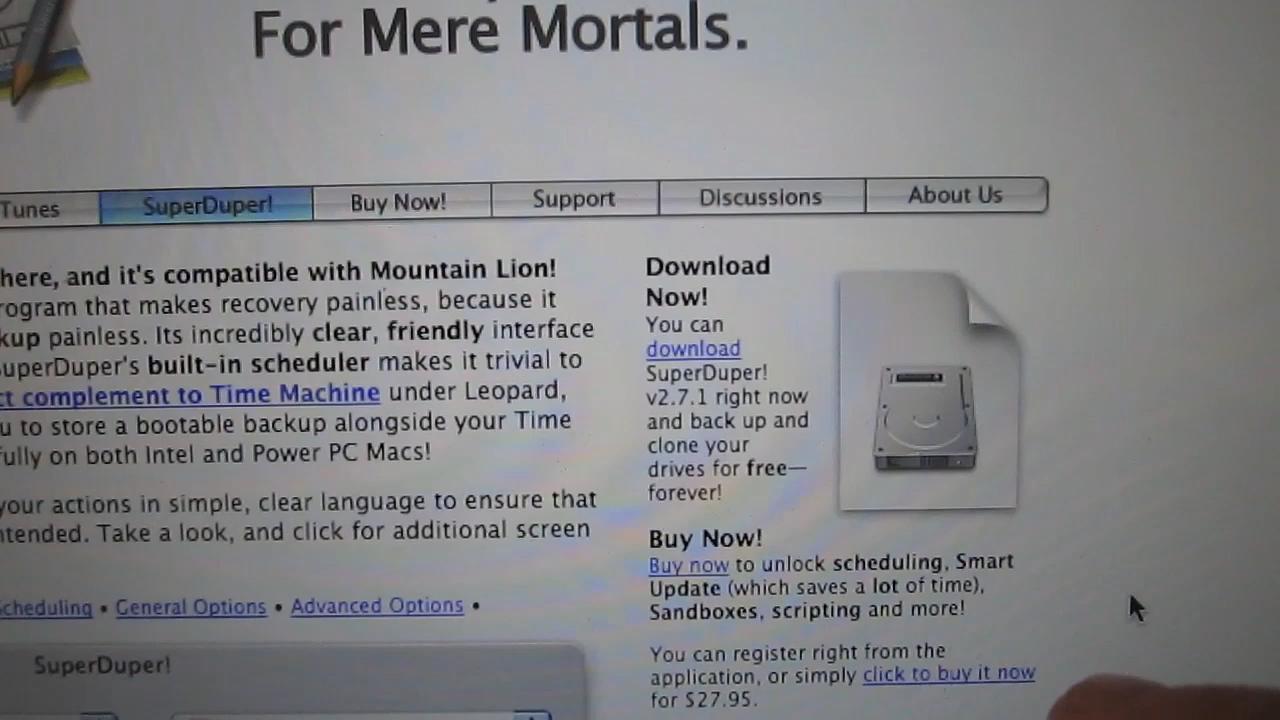 For Mere Mortals.
Tunes
SuperDuper!
Buy Now!
Support
Discussions
About Us
here, and it's compatible with Mountain Lion!
rogram that makes recovery painless, because it
kup painless. Its incredibly clear, friendly interface
SuperDuper's built-in scheduler makes it trivial to
ct complement to Time Machine under Leopard,
u to store a bootable backup alongside your Time
fully on both Intel and Power PC Macs!
your actions in simple, clear language to ensure that
ntended. Take a look, and click for additional screen
Scheduling • General Options • Advanced Options •
SuperDuper!
Download
Now!
You can
download
SuperDuper!
v2.7.1 right now
and back up and
clone your
drives for free—
forever!
Buy Now!
Buy now to unlock scheduling, Smart
Update (which saves a lot of time),
Sandboxes, scripting and more!
You can register right from the
application, or simply click to buy it now
for $27.95.